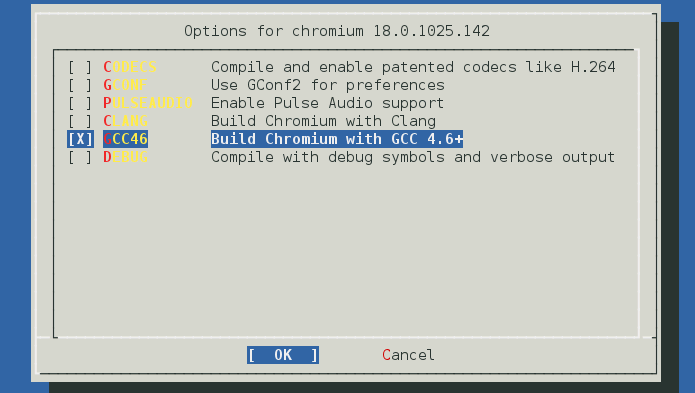 Options for chromium 18.0.1025.142
[ ] CODECS Compile and enable patented codecs like H.264
[ ] GCONF Use GConf2 for preferences
[ ] PULSEAUDIO Enable Pulse Audio support
[ ] CLANG Build Chromium with Clang
[X] GCC46 Build Chromium with GCC 4.6+
[ ] DEBUG Compile with debug symbols and verbose output
[ OK ] Cancel